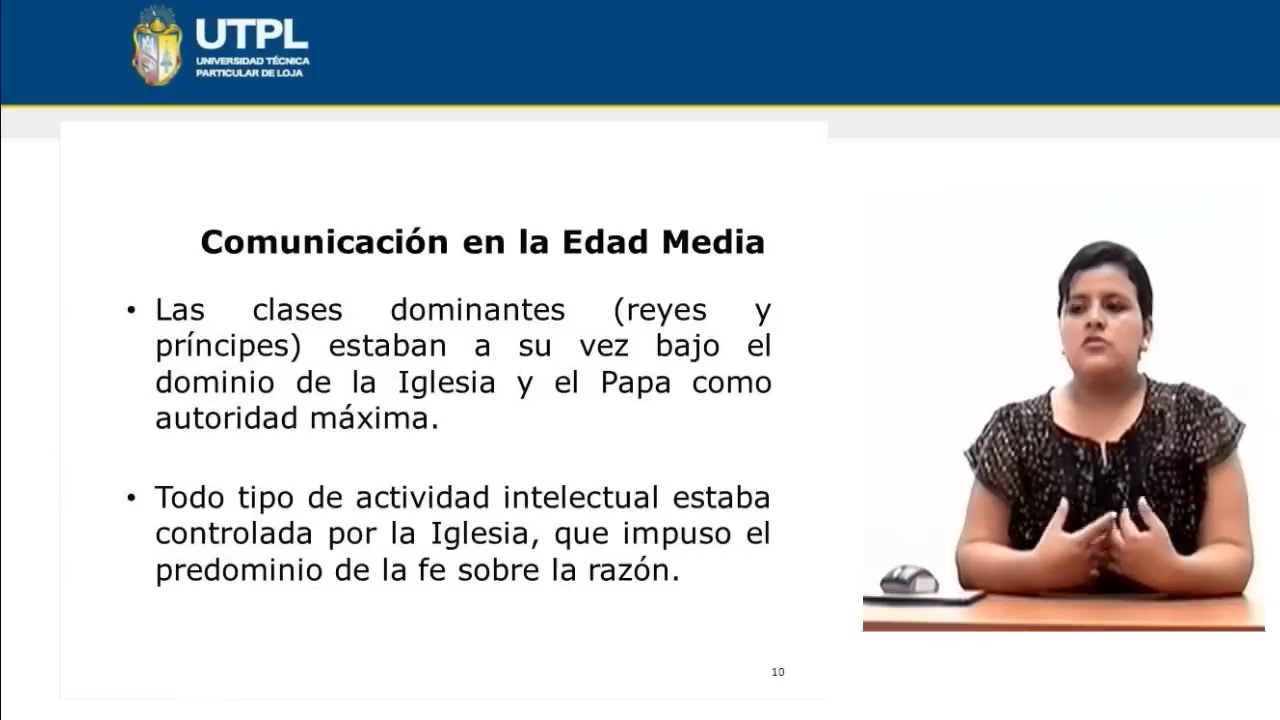 UTPL
UNIVERSIDAD TÉCNICA
PARTICULAR DE LOJA
Comunicación en la Edad Media
• Las clases dominantes (reyes y
príncipes) estaban a su vez bajo el
dominio de la Iglesia y el Papa como
autoridad máxima.
• Todo tipo de actividad intelectual estaba
controlada por la Iglesia, que impuso el
predominio de la fe sobre la razón.
10